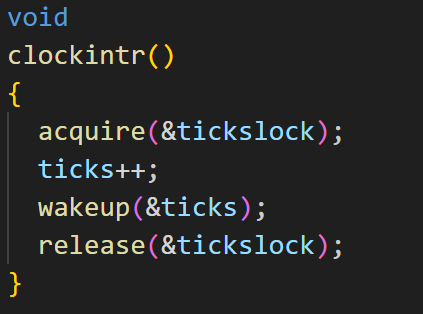 void
clockintr()
{
  acquire(&tickslock);
  ticks++;
  wakeup(&ticks);
  release(&tickslock);
}